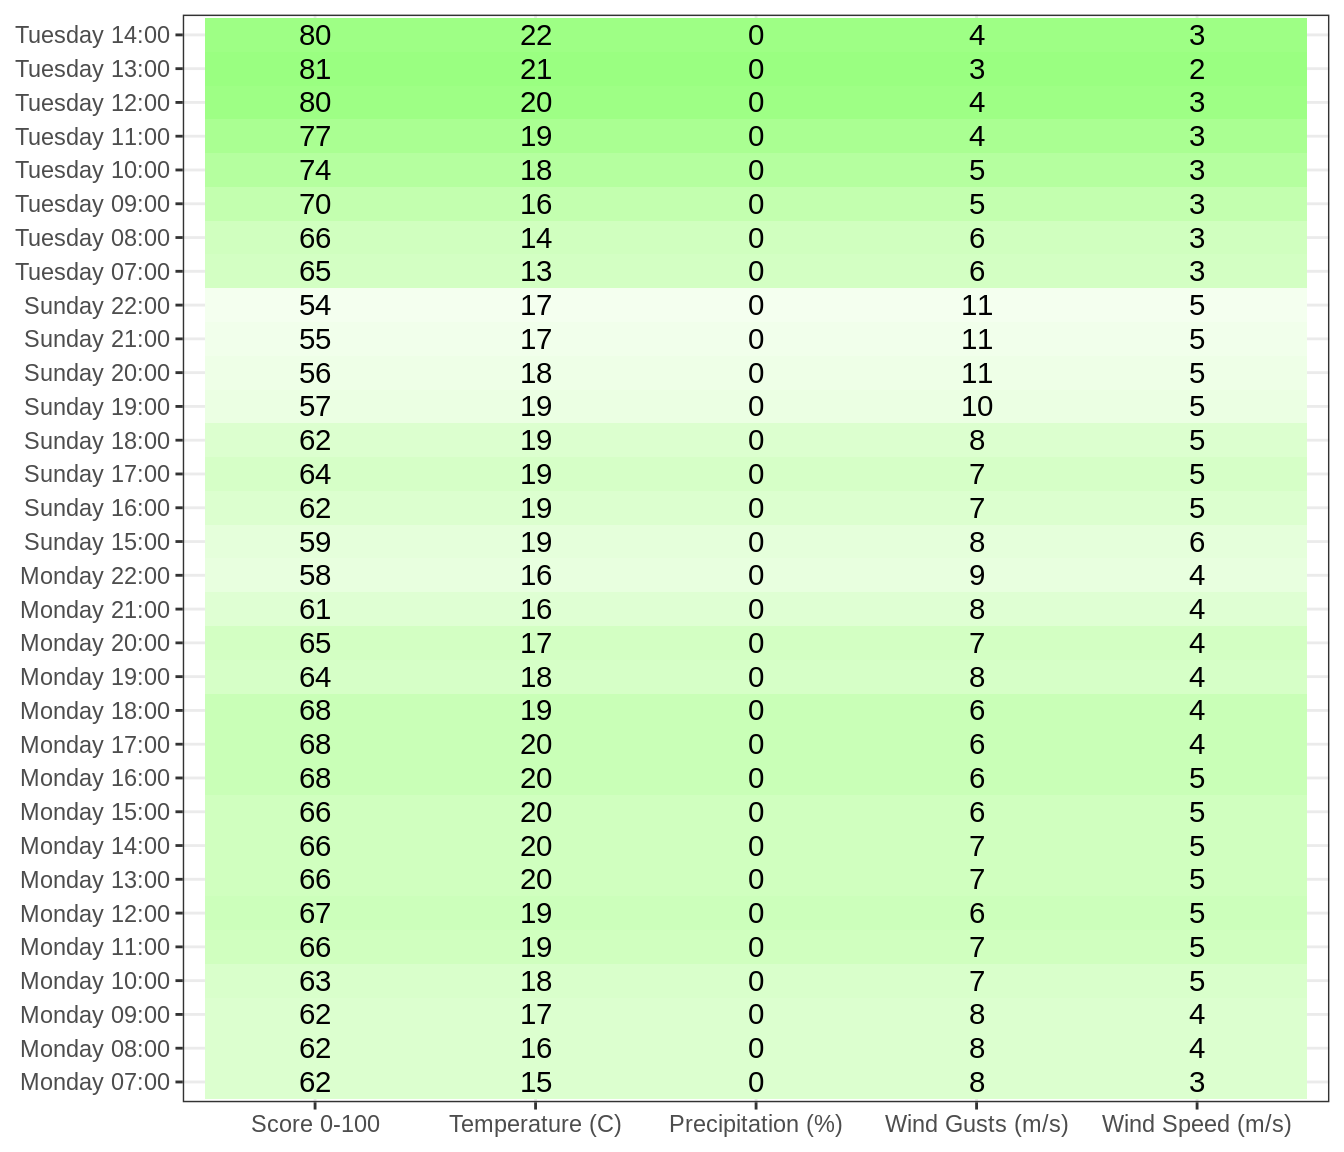 Tuesday 14:00 80 22 0 4 3
Tuesday 13:00 81 21 0 3 2
Tuesday 12:00 80 20 0 4 3
Tuesday 11:00 77 19 0 4 3
Tuesday 10:00 74 18 0 5 3
Tuesday 09:00 70 16 0 5 3
Tuesday 08:00 66 14 0 6 3
Tuesday 07:00 65 13 0 6 3
Sunday 22:00 54 17 0 11 5
Sunday 21:00 55 17 0 11 5
Sunday 20:00 56 18 0 11 5
Sunday 19:00 57 19 0 10 5
Sunday 18:00 62 19 0 8 5
Sunday 17:00 64 19 0 7 5
Sunday 16:00 62 19 0 7 5
Sunday 15:00 59 19 0 8 6
Monday 22:00 58 16 0 9 4
Monday 21:00 61 16 0 8 4
Monday 20:00 65 17 0 7 4
Monday 19:00 64 18 0 8 4
Monday 18:00 68 19 0 6 4
Monday 17:00 68 20 0 6 4
Monday 16:00 68 20 0 6 5
Monday 15:00 66 20 0 6 5
Monday 14:00 66 20 0 7 5
Monday 13:00 66 20 0 7 5
Monday 12:00 67 19 0 6 5
Monday 11:00 66 19 0 7 5
Monday 10:00 63 18 0 7 5
Monday 09:00 62 17 0 8 4
Monday 08:00 62 16 0 8 4
Monday 07:00 62 15 0 8 3
Score 0-100 Temperature (C) Precipitation (%) Wind Gusts (m/s) Wind Speed (m/s)